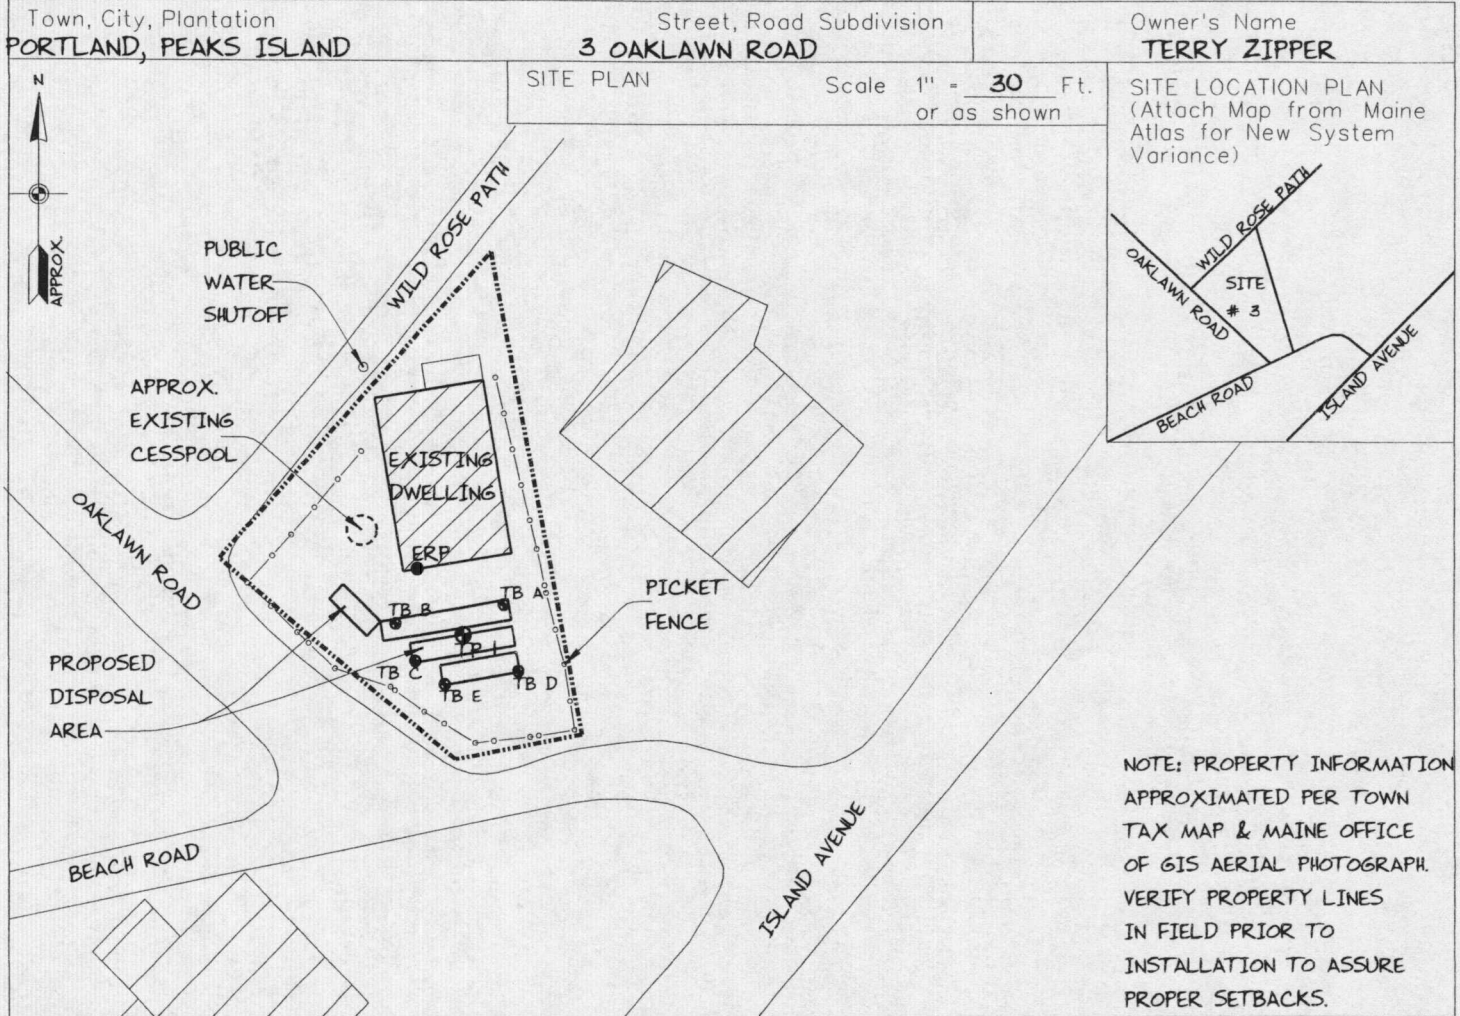 Town, City, Plantation
PORTLAND, PEAKS ISLAND
Street, Road Subdivision
3 OAKLAWN ROAD
Owner's Name
TERRY ZIPPER
SITE PLAN
Scale 1" = 30 Ft.
or as shown
SITE LOCATION PLAN
(Attach Map from Maine
Atlas for New System
Variance)
N
APPROX.
WILD ROSE PATH
OAKLAWN ROAD
SITE
# 3
BEACH ROAD
ISLAND AVENUE
PUBLIC
WATER
SHUTOFF
WILD ROSE PATH
APPROX.
EXISTING
CESSPOOL
EXISTING
DWELLING
OAKLAWN ROAD
ERP
TB A
TB B
TP 1
TB C
TB D
TB E
PICKET
FENCE
PROPOSED
DISPOSAL
AREA
BEACH ROAD
ISLAND AVENUE
NOTE: PROPERTY INFORMATION
APPROXIMATED PER TOWN
TAX MAP & MAINE OFFICE
OF GIS AERIAL PHOTOGRAPH.
VERIFY PROPERTY LINES
IN FIELD PRIOR TO
INSTALLATION TO ASSURE
PROPER SETBACKS.